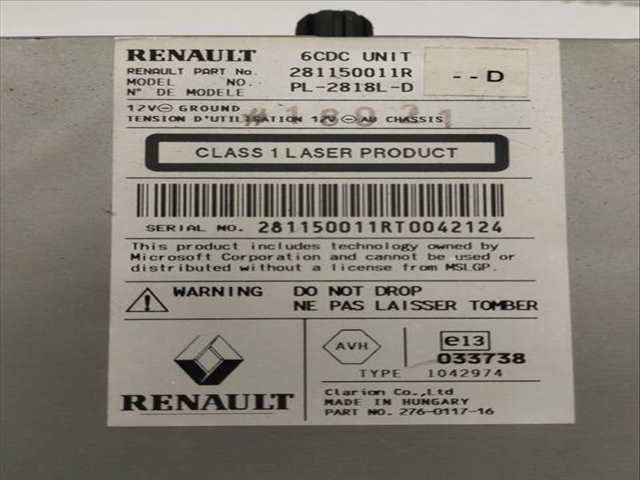 RENAULT 6CDC UNIT
RENAULT PART No. 281150011R
MODEL NO. PL-2818L-D
N° DE MODELE
--D
12V⊖ GROUND
TENSION D'UTILISATION 12V ⊖ AU CHASSIS
CLASS 1 LASER PRODUCT
SERIAL NO. 281150011RT0042124
This product includes technology owned by
Microsoft Corporation and cannot be used or
distributed without a license from MSLGP.
WARNING DO NOT DROP
NE PAS LAISSER TOMBER
AVH
e13
033738
TYPE 1042974
RENAULT
Clarion Co.,Ltd
MADE IN HUNGARY
PART NO. 276-0117-16